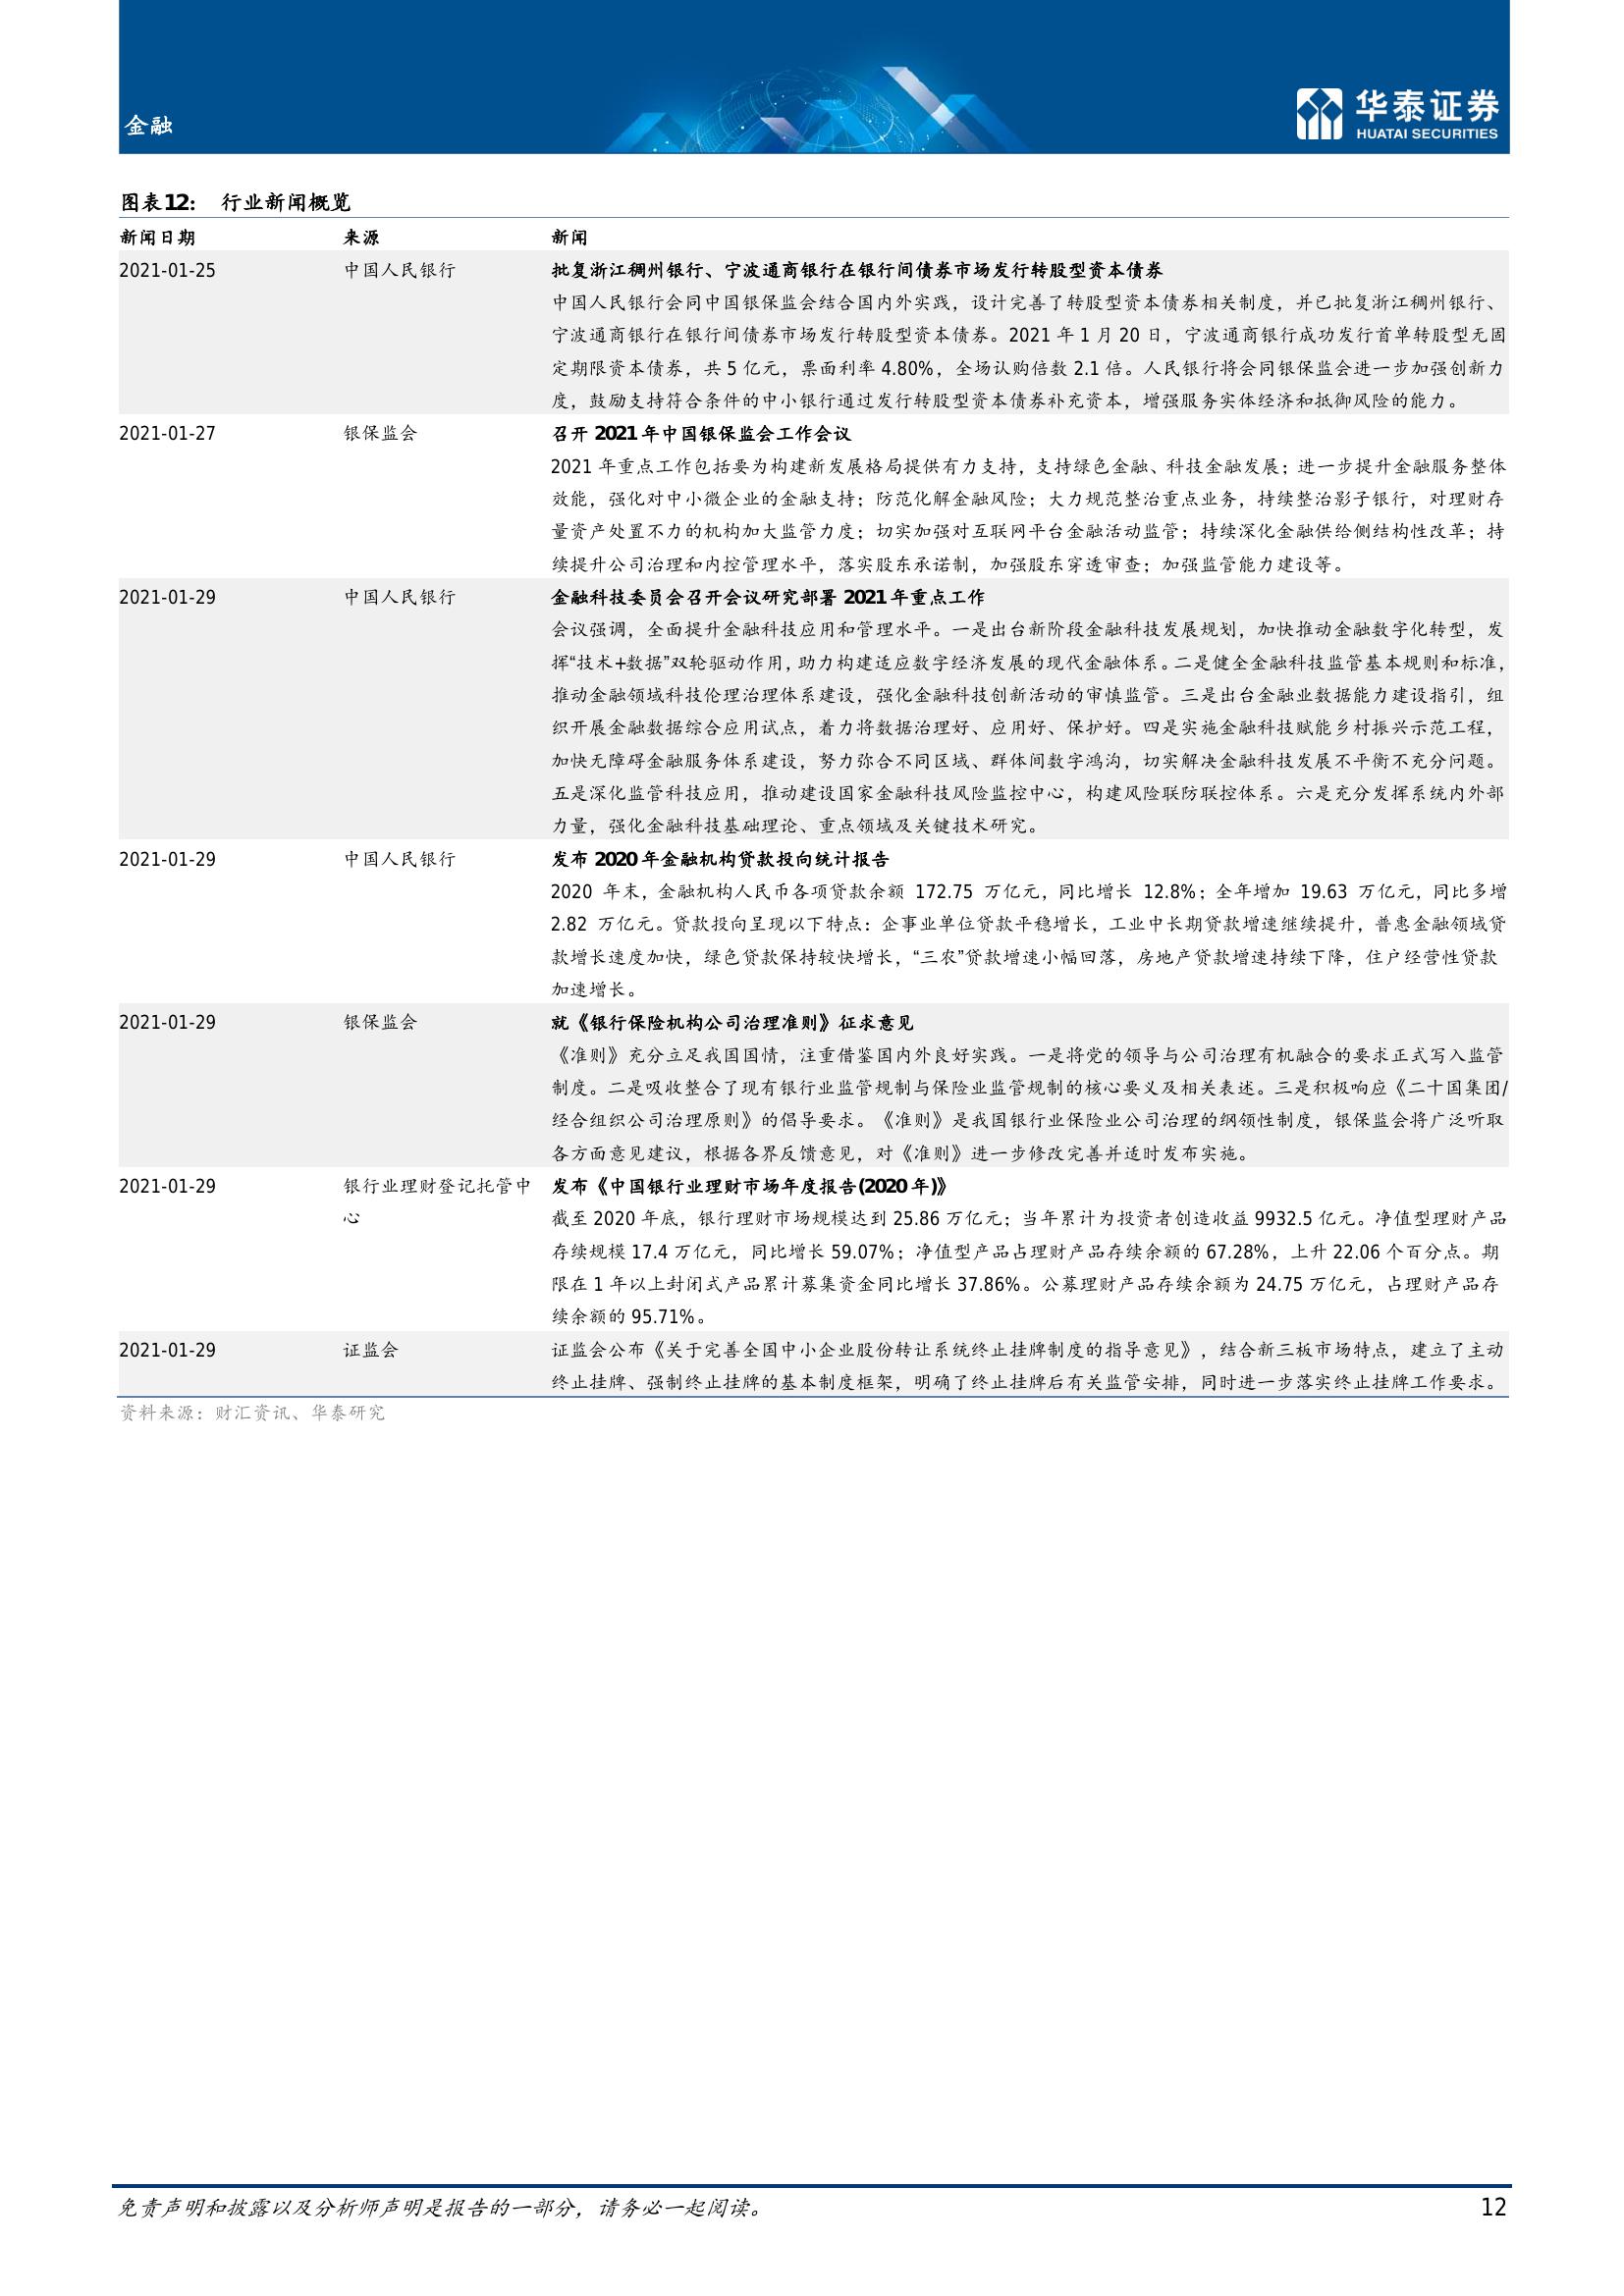 金融
华泰证券
HUATAI SECURITIES
图表12： 行业新闻概览
新闻日期 来源 新闻
2021-01-25 中国人民银行 批复浙江稠州银行、宁波通商银行在银行间债券市场发行转股型资本债券
中国人民银行会同中国银保监会结合国内外实践，设计完善了转股型资本债券相关制度，并已批复浙江稠州银行、
宁波通商银行在银行间债券市场发行转股型资本债券。2021 年 1 月 20 日，宁波通商银行成功发行首单转股型无固
定期限资本债券，共 5 亿元，票面利率 4.80%，全场认购倍数 2.1 倍。人民银行将会同银保监会进一步加强创新力
度，鼓励支持符合条件的中小银行通过发行转股型资本债券补充资本，增强服务实体经济和抵御风险的能力。
2021-01-27 银保监会 召开 2021 年中国银保监会工作会议
2021 年重点工作包括要为构建新发展格局提供有力支持，支持绿色金融、科技金融发展；进一步提升金融服务整体
效能，强化对中小微企业的金融支持；防范化解金融风险；大力规范整治重点业务，持续整治影子银行，对理财存
量资产处置不力的机构加大监管力度；切实加强对互联网平台金融活动监管；持续深化金融供给侧结构性改革；持
续提升公司治理和内控管理水平，落实股东承诺制，加强股东穿透审查；加强监管能力建设等。
2021-01-29 中国人民银行 金融科技委员会召开会议研究部署 2021 年重点工作
会议强调，全面提升金融科技应用和管理水平。一是出台新阶段金融科技发展规划，加快推动金融数字化转型，发
挥“技术+数据”双轮驱动作用，助力构建适应数字经济发展的现代金融体系。二是健全金融科技监管基本规则和标准，
推动金融领域科技伦理治理体系建设，强化金融科技创新活动的审慎监管。三是出台金融业数据能力建设指引，组
织开展金融数据综合应用试点，着力将数据治理好、应用好、保护好。四是实施金融科技赋能乡村振兴示范工程，
加快无障碍金融服务体系建设，努力弥合不同区域、群体间数字鸿沟，切实解决金融科技发展不平衡不充分问题。
五是深化监管科技应用，推动建设国家金融科技风险监控中心，构建风险联防联控体系。六是充分发挥系统内外部
力量，强化金融科技基础理论、重点领域及关键技术研究。
2021-01-29 中国人民银行 发布 2020 年金融机构贷款投向统计报告
2020 年末，金融机构人民币各项贷款余额 172.75 万亿元，同比增长 12.8%；全年增加 19.63 万亿元，同比多增
2.82 万亿元。贷款投向呈现以下特点：企事业单位贷款平稳增长，工业中长期贷款增速继续提升，普惠金融领域贷
款增长速度加快，绿色贷款保持较快增长，“三农”贷款增速小幅回落，房地产贷款增速持续下降，住户经营性贷款
加速增长。
2021-01-29 银保监会 就《银行保险机构公司治理准则》征求意见
《准则》充分立足我国国情，注重借鉴国内外良好实践。一是将党的领导与公司治理有机融合的要求正式写入监管
制度。二是吸收整合了现有银行业监管规制与保险业监管规制的核心要义及相关表述。三是积极响应《二十国集团/
经合组织公司治理原则》的倡导要求。《准则》是我国银行业保险业公司治理的纲领性制度，银保监会将广泛听取
各方面意见建议，根据各界反馈意见，对《准则》进一步修改完善并适时发布实施。
2021-01-29 银行业理财登记托管中 发布《中国银行业理财市场年度报告(2020 年)》
心
截至 2020 年底，银行理财市场规模达到 25.86 万亿元；当年累计为投资者创造收益 9932.5 亿元。净值型理财产品
存续规模 17.4 万亿元，同比增长 59.07%；净值型产品占理财产品存续余额的 67.28%，上升 22.06 个百分点。期
限在 1 年以上封闭式产品累计募集资金同比增长 37.86%。公募理财产品存续余额为 24.75 万亿元，占理财产品存
续余额的 95.71%。
2021-01-29 证监会 证监会公布《关于完善全国中小企业股份转让系统终止挂牌制度的指导意见》，结合新三板市场特点，建立了主动
终止挂牌、强制终止挂牌的基本制度框架，明确了终止挂牌后有关监管安排，同时进一步落实终止挂牌工作要求。
资料来源：财汇资讯、华泰研究
免责声明和披露以及分析师声明是报告的一部分，请务必一起阅读。 12